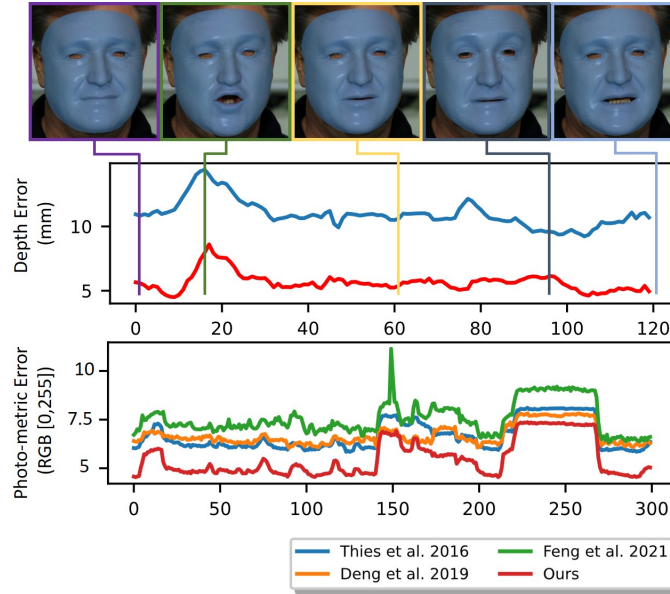 Depth Error
(mm)
10
5
0
20
40
60
80
100
120
Photo-metric Error
(RGB [0,255])
10
7.5
5
0
50
100
150
200
250
300
Thies et al. 2016
Feng et al. 2021
Deng et al. 2019
Ours